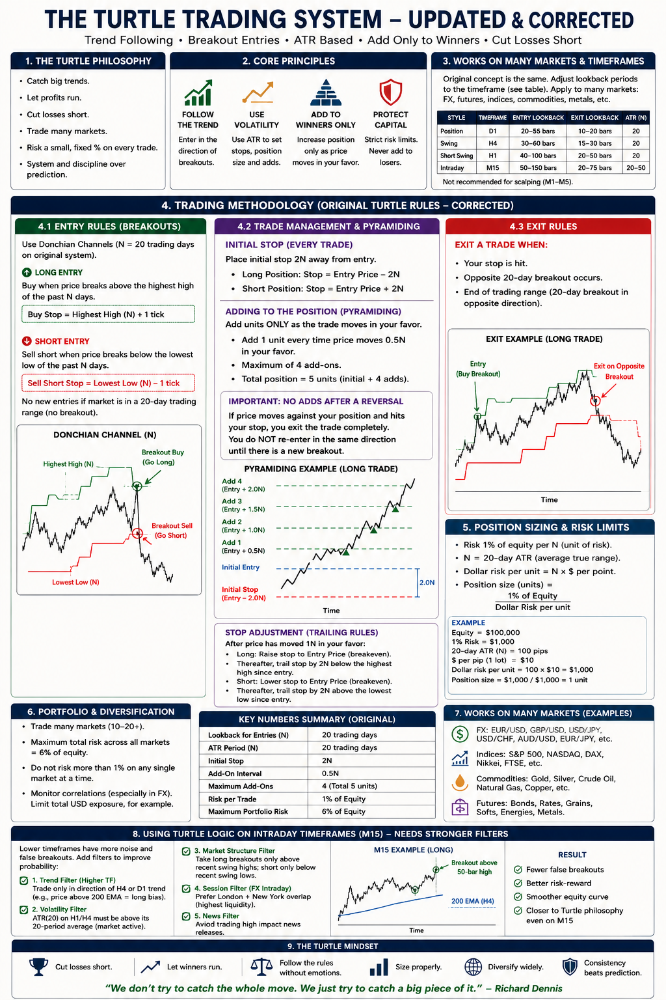 THE TURTLE TRADING SYSTEM – UPDATED & CORRECTED
Trend Following • Breakout Entries • ATR Based • Add Only to Winners • Cut Losses Short
1. THE TURTLE PHILOSOPHY
• Catch big trends.
• Let profits run.
• Cut losses short.
• Trade many markets.
• Risk a small, fixed % on every trade.
• System and discipline over
prediction.
2. CORE PRINCIPLES
FOLLOW
THE TREND
Enter in the
direction of
breakouts.
USE
VOLATILITY
Use ATR to set
stops, position
size and adds.
ADD TO
WINNERS ONLY
Increase position
only as price
moves in your favor.
PROTECT
CAPITAL
Strict risk limits.
Never add to
losers.
3. WORKS ON MANY MARKETS & TIMEFRAMES
Original concept is the same. Adjust lookback periods
to the timeframe (see table). Apply to many markets:
FX, futures, indices, commodities, metals, etc.
STYLE TIMEFRAME ENTRY LOOKBACK EXIT LOOKBACK ATR (N)
Position D1 20–55 bars 10–20 bars 20
Swing H4 30–60 bars 15–30 bars 20
Short Swing H1 40–100 bars 20–50 bars 20
Intraday M15 50–150 bars 20–75 bars 20–50
Not recommended for scalping (M1–M5).
4. TRADING METHODOLOGY (ORIGINAL TURTLE RULES – CORRECTED)
4.1 ENTRY RULES (BREAKOUTS)
Use Donchian Channels (N = 20 trading days
on original system).
LONG ENTRY
Buy when price breaks above the highest high
of the past N days.
Buy Stop = Highest High (N) + 1 tick
SHORT ENTRY
Sell short when price breaks below the lowest
low of the past N days.
Sell Short Stop = Lowest Low (N) – 1 tick
No new entries if market is in a 20-day trading
range (no breakout).
DONCHIAN CHANNEL (N)
Breakout Buy
(Go Long)
Highest High (N)
Breakout Sell
(Go Short)
Lowest Low (N)
4.2 TRADE MANAGEMENT & PYRAMIDING
INITIAL STOP (EVERY TRADE)
Place initial stop 2N away from entry.
• Long Position: Stop = Entry Price – 2N
• Short Position: Stop = Entry Price + 2N
ADDING TO THE POSITION (PYRAMIDING)
Add units ONLY as the trade moves in your favor.
• Add 1 unit every time price moves 0.5N
in your favor.
• Maximum of 4 add-ons.
• Total position = 5 units (initial + 4 adds).
IMPORTANT: NO ADDS AFTER A REVERSAL
If price moves against your position and hits
your stop, you exit the trade completely.
You do NOT re-enter in the same direction
until there is a new breakout.
PYRAMIDING EXAMPLE (LONG TRADE)
Add 4
(Entry + 2.0N)
Add 3
(Entry + 1.5N)
Add 2
(Entry + 1.0N)
Add 1
(Entry + 0.5N)
Initial Entry
2.0N
Initial Stop
(Entry – 2.0N)
Time
STOP ADJUSTMENT (TRAILING RULES)
After price has moved 1N in your favor:
• Long: Raise stop to Entry Price (breakeven).
• Thereafter, trail stop by 2N below the highest
high since entry.
• Short: Lower stop to Entry Price (breakeven).
• Thereafter, trail stop by 2N above the lowest
low since entry.
4.3 EXIT RULES
EXIT A TRADE WHEN:
• Your stop is hit.
• Opposite 20-day breakout occurs.
• End of trading range (20-day breakout in
opposite direction).
EXIT EXAMPLE (LONG TRADE)
Entry
(Buy Breakout)
Exit on Opposite
Breakout
Time
5. POSITION SIZING & RISK LIMITS
• Risk 1% of equity per N (unit of risk).
• N = 20-day ATR (average true range).
• Dollar risk per unit = N x $ per point.
• Position size (units) =
1% of Equity
Dollar Risk per unit
EXAMPLE
Equity = $100,000
1% Risk = $1,000
20-day ATR (N) = 100 pips
$ per pip (1 lot) = $10
Dollar risk per unit = 100 × $10 = $1,000
Position size = $1,000 / $1,000 = 1 unit
6. PORTFOLIO & DIVERSIFICATION
• Trade many markets (10–20+).
• Maximum total risk across all markets
= 6% of equity.
• Do not risk more than 1% on any single
market at a time.
• Monitor correlations (especially in FX).
Limit total USD exposure, for example.
KEY NUMBERS SUMMARY (ORIGINAL)
Lookback for Entries (N) 20 trading days
ATR Period (N) 20 trading days
Initial Stop 2N
Add-On Interval 0.5N
Maximum Add-Ons 4 (Total 5 units)
Risk per Trade 1% of Equity
Maximum Portfolio Risk 6% of Equity
7. WORKS ON MANY MARKETS (EXAMPLES)
FX: EUR/USD, GBP/USD, USD/JPY,
USD/CHF, AUD/USD, EUR/JPY, etc.
Indices: S&P 500, NASDAQ, DAX,
Nikkei, FTSE, etc.
Commodities: Gold, Silver, Crude Oil,
Natural Gas, Copper, etc.
Futures: Bonds, Rates, Grains,
Softs, Energies, Metals.
8. USING TURTLE LOGIC ON INTRADAY TIMEFRAMES (M15) – NEEDS STRONGER FILTERS
Lower timeframes have more noise and
false breakouts. Add filters to improve
probability:
1. Trend Filter (Higher TF)
Trade only in direction of H4 or D1 trend
(e.g., price above 200 EMA = long bias).
2. Volatility Filter
ATR(20) on H1/H4 must be above its
20-period average (market active).
3. Market Structure Filter
Take long breakouts only above
recent swing highs; short only below
recent swing lows.
4. Session Filter (FX Intraday)
Prefer London + New York overlap
(highest liquidity).
5. News Filter
Aviod trading high impact news
releases.
M15 EXAMPLE (LONG)
Breakout above
50-bar high
200 EMA (H4)
Time
RESULT
Fewer false breakouts
Better risk-reward
Smoother equity curve
Closer to Turtle philosophy
even on M15
9. THE TURTLE MINDSET
Cut losses short.
Let winners run.
Follow the rules
without emotions.
Size properly.
Diversify widely.
Consistency
beats prediction.
“We don’t try to catch the whole move. We just try to catch a big piece of it.” – Richard Dennis